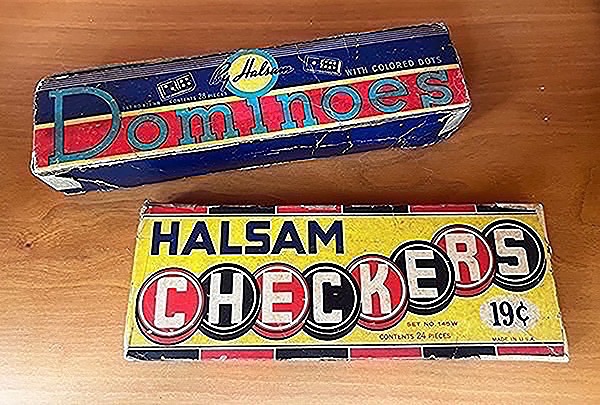 By Halsam
WITH COLORED DOTS
CONTENTS 28 PIECES
Dominoes
HALSAM
CHECKERS
SET NO. 145W
CONTENTS 24 PIECES
19¢
MADE IN U.S.A.